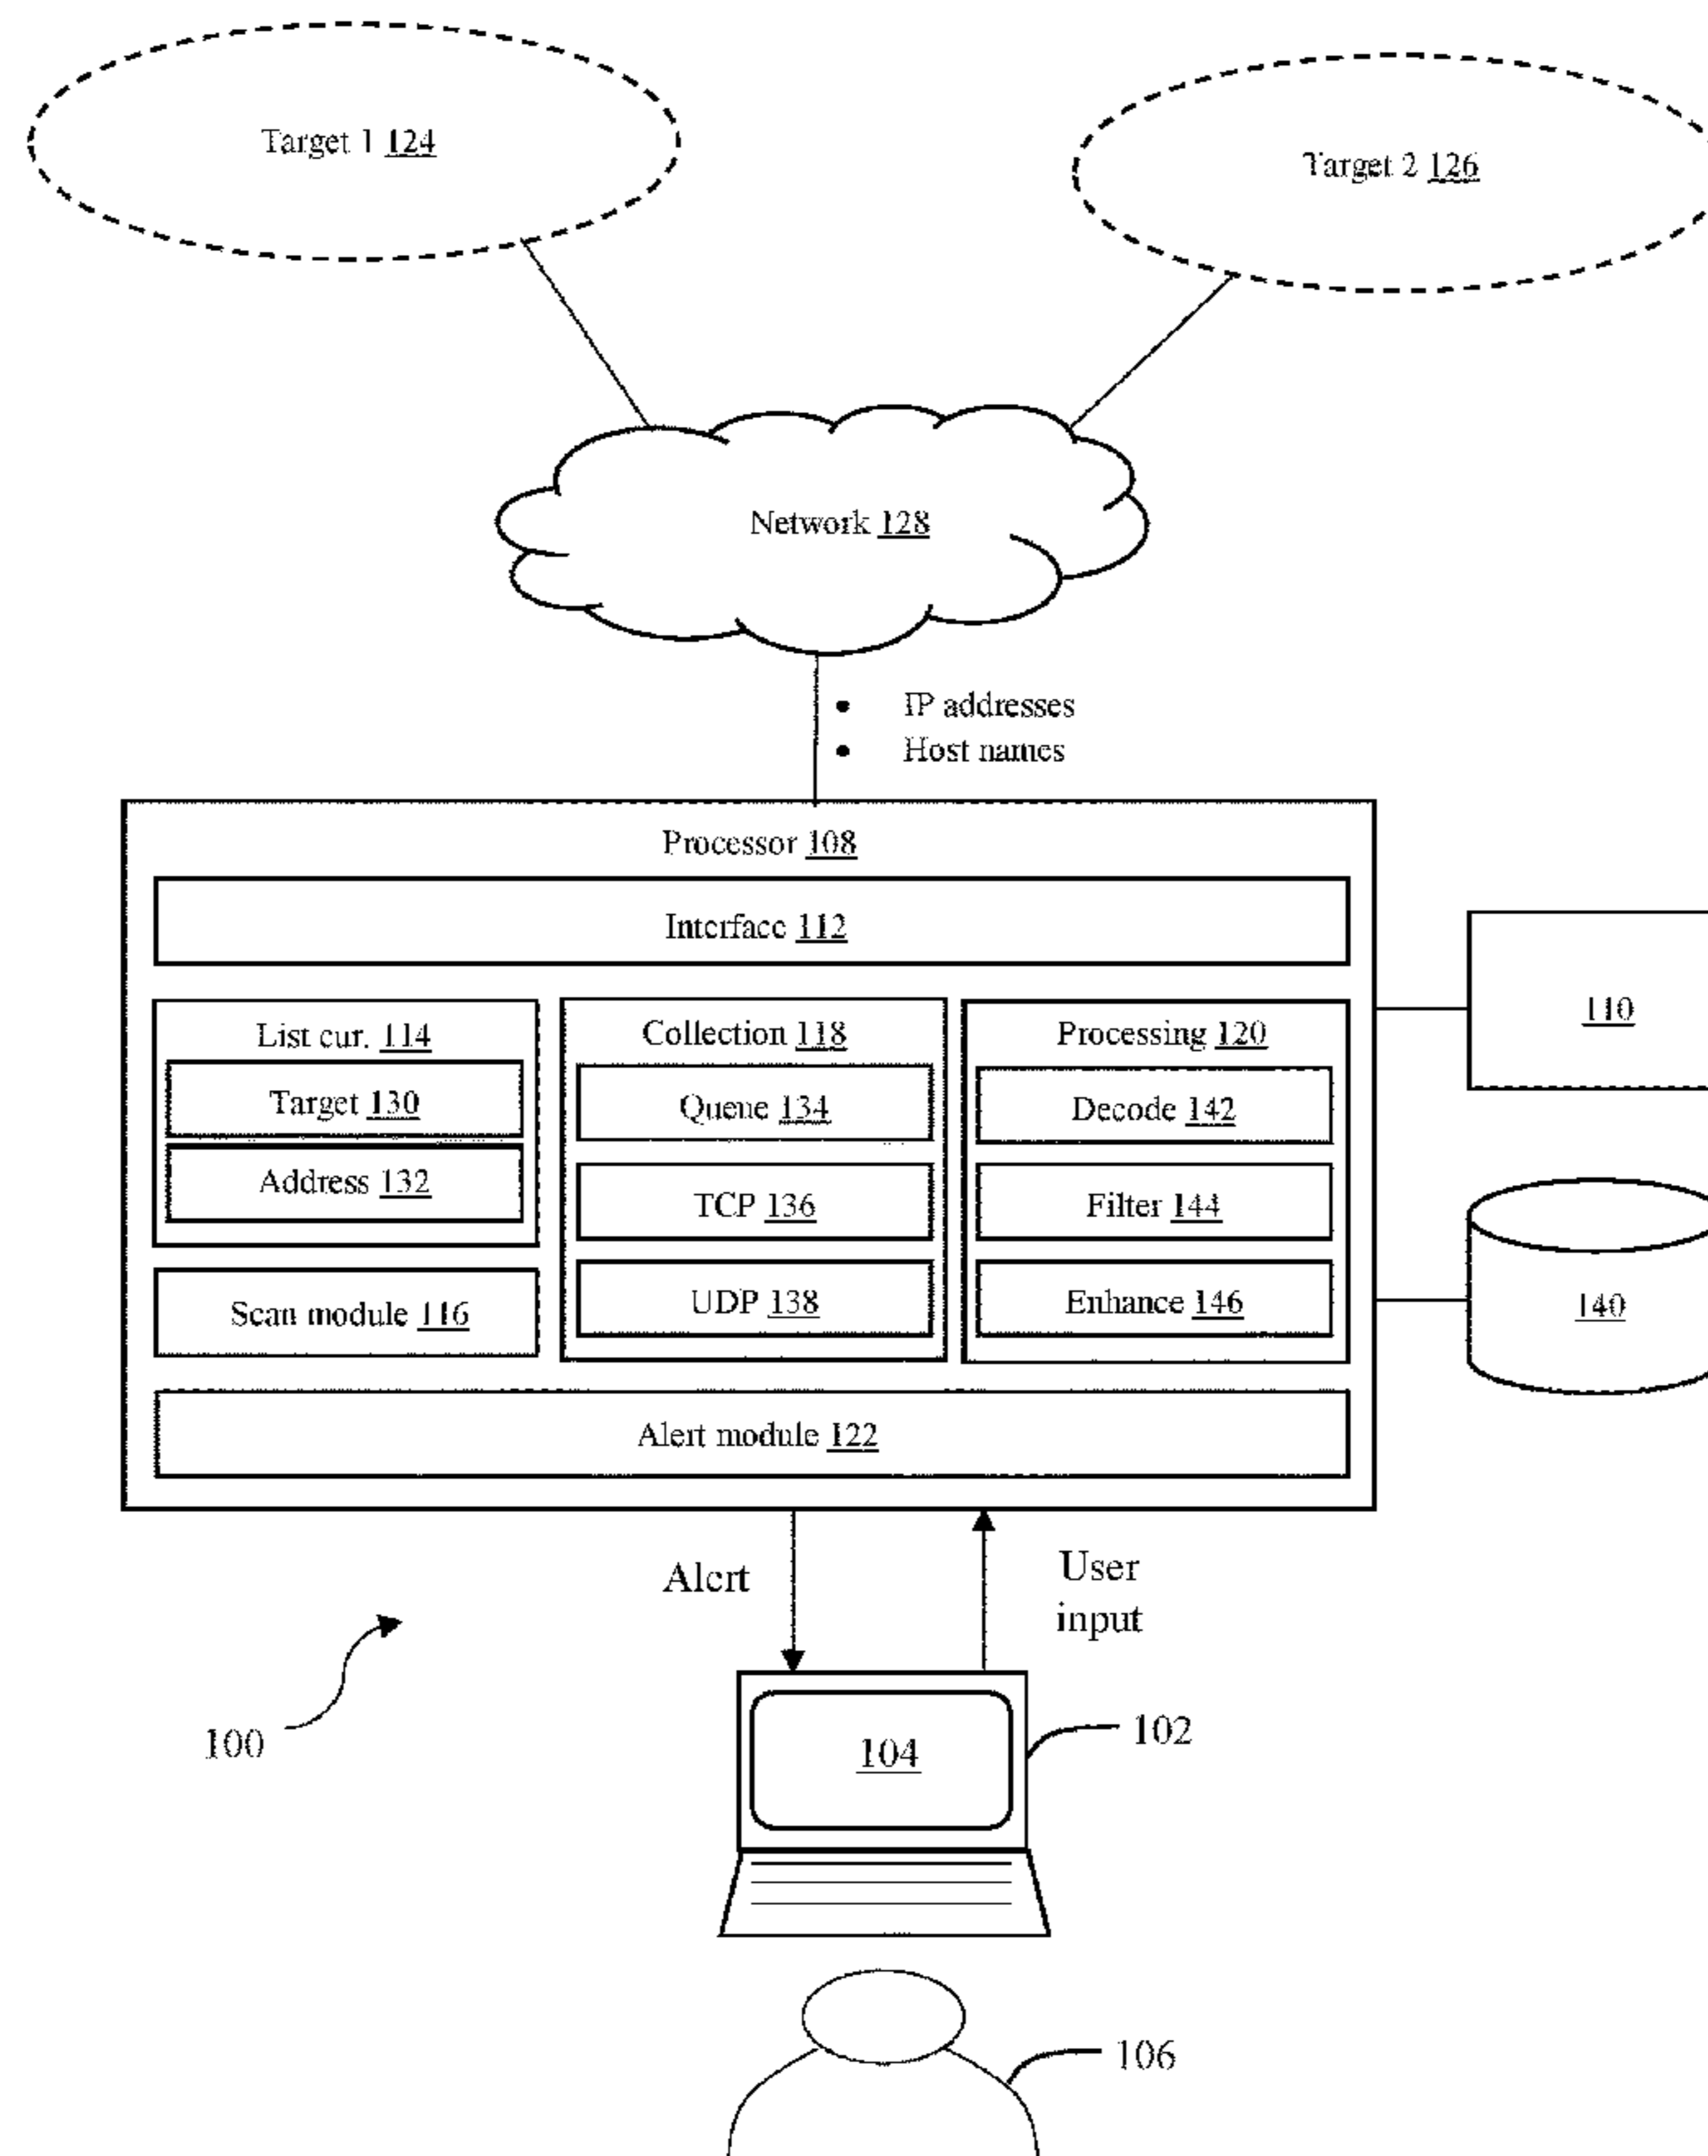 Target 1 124
Target 2 126
Network 128
• IP addresses
• Host names
Processor 108
Interface 112
List cur. 114
Target 130
Address 132
Scan module 116
Collection 118
Quene 134
TCP 136
UDP 138
Processing 120
Decode 142
Filter 144
Enhance 146
110
140
Alert module 122
Alert
User
input
100
104
102
106